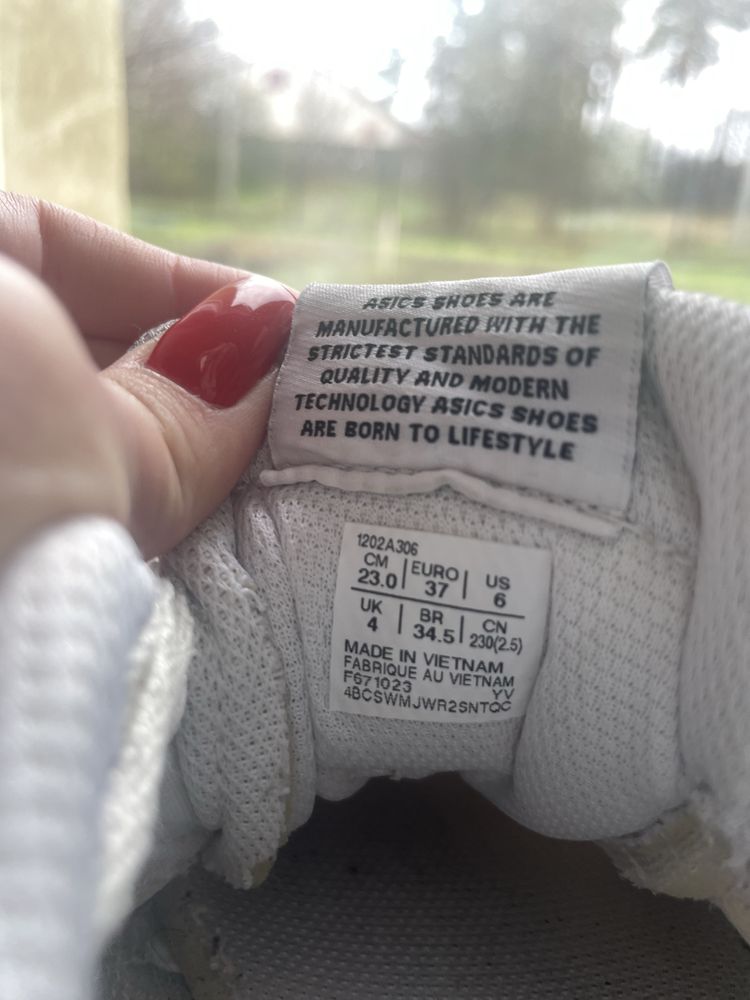 ASICS SHOES ARE
MANUFACTURED WITH THE
STRICTEST STANDARDS OF
QUALITY AND MODERN
TECHNOLOGY ASICS SHOES
ARE BORN TO LIFESTYLE
1202A306
CM EURO US
23.0 37 6
UK BR CN
4 34.5 230(2.5)
MADE IN VIETNAM
FABRIQUE AU VIETNAM
F671023 YV
4BCSWMJWR2SNTQC